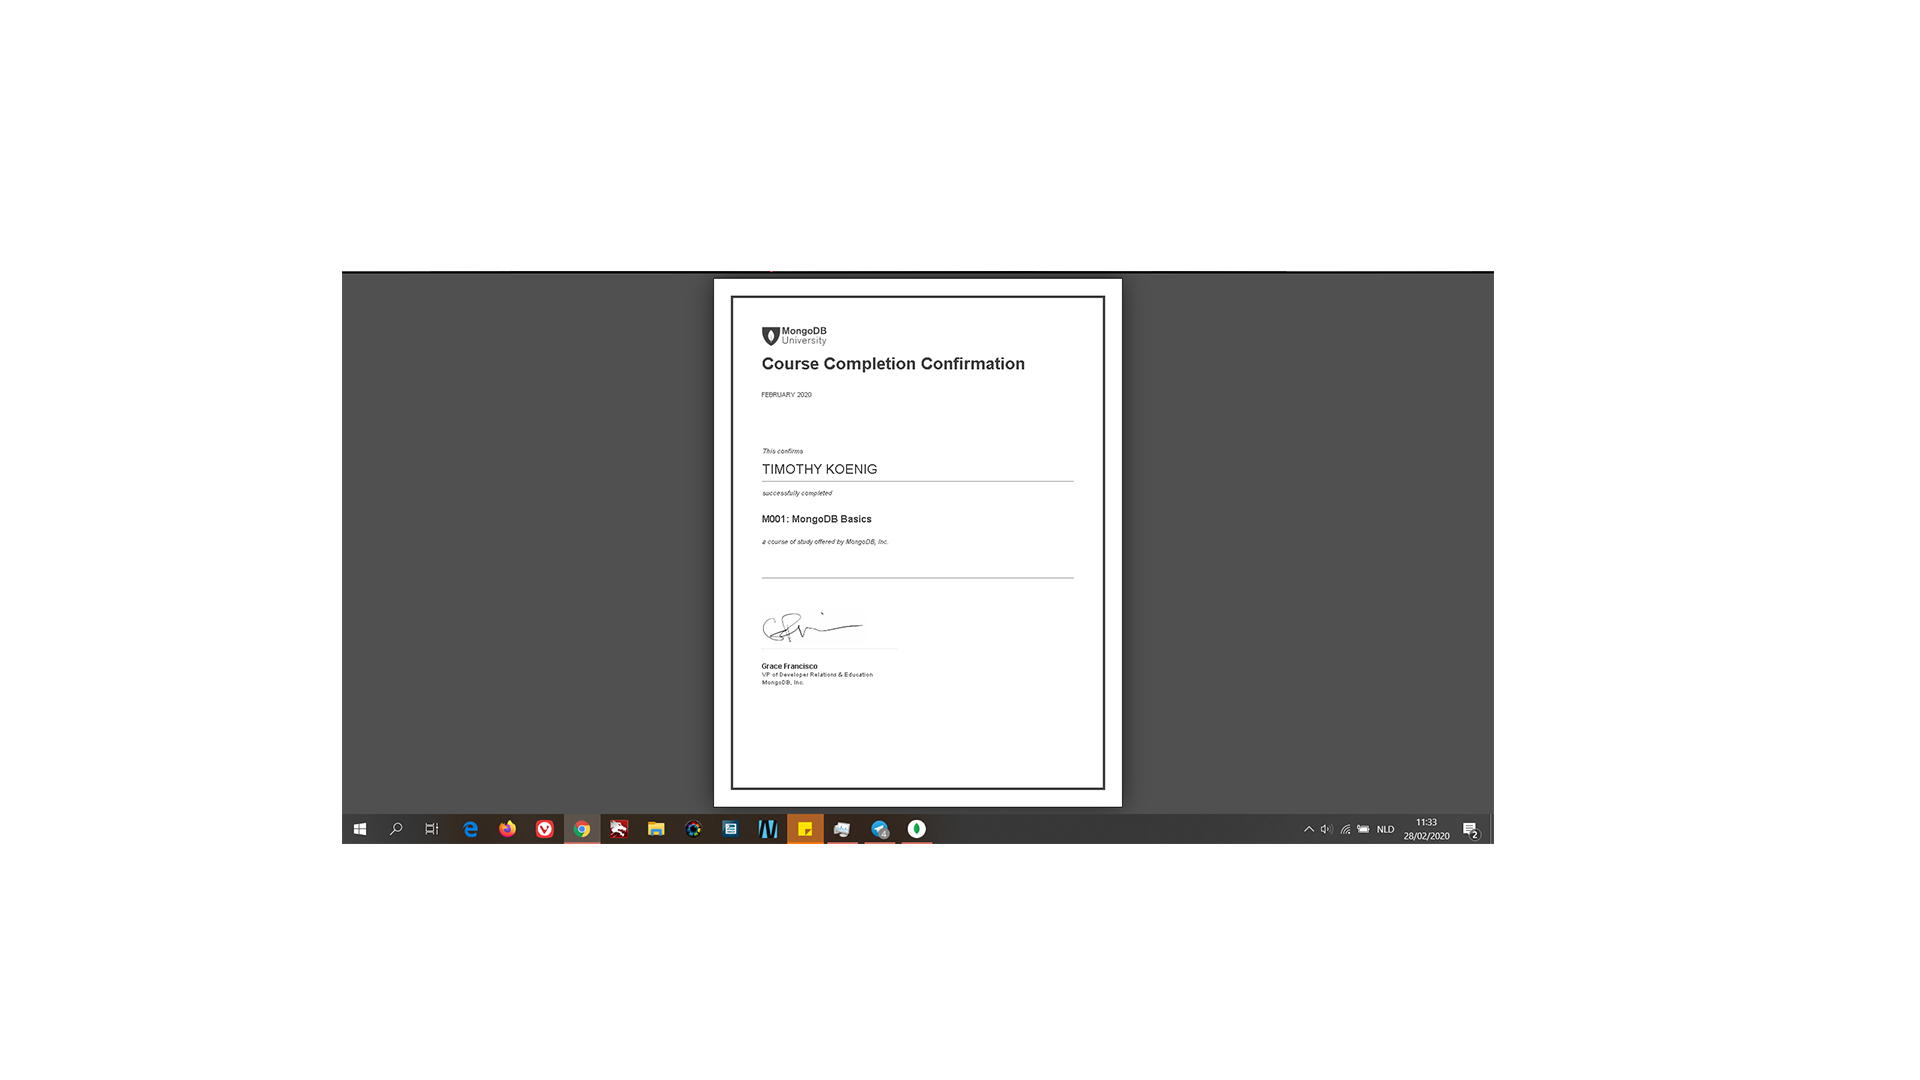 MongoDB
University
Course Completion Confirmation
FEBRUARY 2020
This confirms
TIMOTHY KOENIG
successfully completed
M001: MongoDB Basics
a course of study offered by MongoDB, Inc.
Grace Francisco
VP of Developer Relations & Education
MongoDB, Inc.
4
NLD
11:33
28/02/2020
2